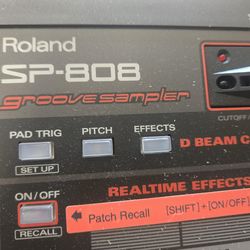 Roland
SP-808
groovesampler
CUTOFF
PAD TRIG PITCH EFFECTS
D BEAM C
SET UP
ON/OFF
REALTIME EFFECTS
RECALL
Patch Recall [SHIFT]+[ON/OFF]